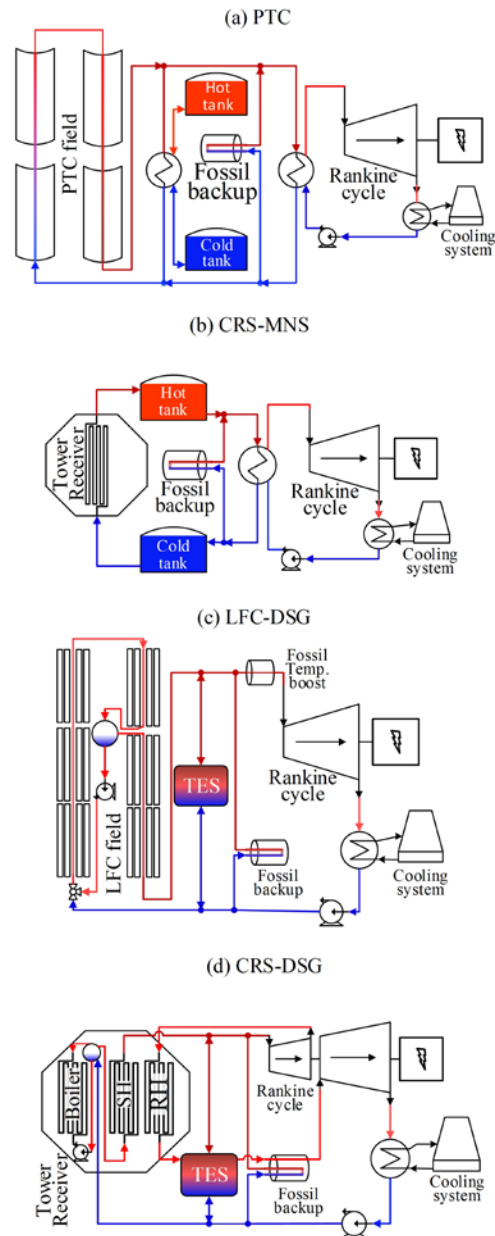 (a) PTC
PTC field
Hot
tank
Fossil
backup
Cold
tank
Rankine
cycle
Cooling
system
(b) CRS-MNS
Tower
Receiver
Hot
tank
Fossil
backup
Cold
tank
Rankine
cycle
Cooling
system
(c) LFC-DSG
LFC field
TES
Fossil
Temp.
boost
Rankine
cycle
Fossil
backup
Cooling
system
(d) CRS-DSG
Boiler
SH
RH
Tower
Receiver
TES
Rankine
cycle
Fossil
backup
Cooling
system